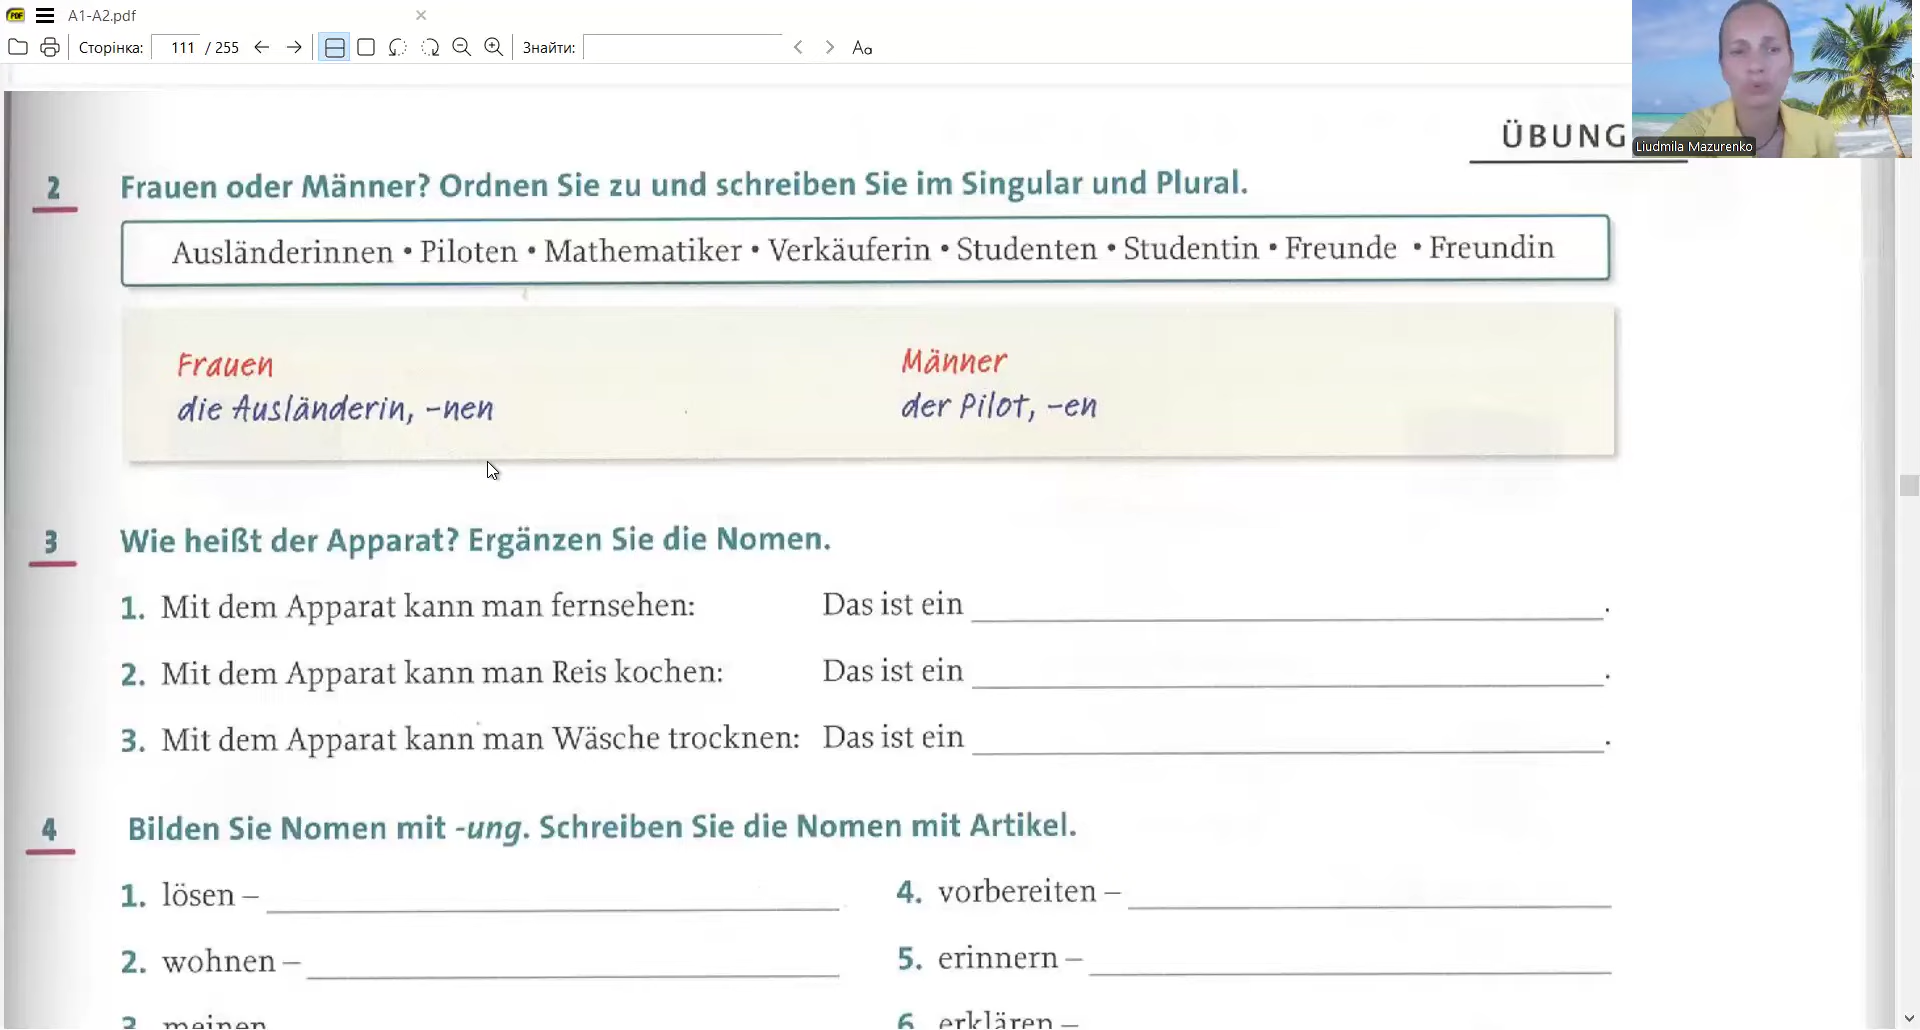 A1-A2.pdf
Сторінка: 111 / 255 Знайти: Aa
ÜBUNG
Liudmila Mazurenko
2 Frauen oder Männer? Ordnen Sie zu und schreiben Sie im Singular und Plural.
Ausländerinnen • Piloten • Mathematiker • Verkäuferin • Studenten • Studentin • Freunde • Freundin
Frauen Männer
die Ausländerin, –nen der Pilot, –en
3 Wie heißt der Apparat? Ergänzen Sie die Nomen.
1. Mit dem Apparat kann man fernsehen: Das ist ein .
2. Mit dem Apparat kann man Reis kochen: Das ist ein .
3. Mit dem Apparat kann man Wäsche trocknen: Das ist ein .
4 Bilden Sie Nomen mit -ung. Schreiben Sie die Nomen mit Artikel.
1. lösen – 4. vorbereiten –
2. wohnen – 5. erinnern –
3. meinen 6. erklären –